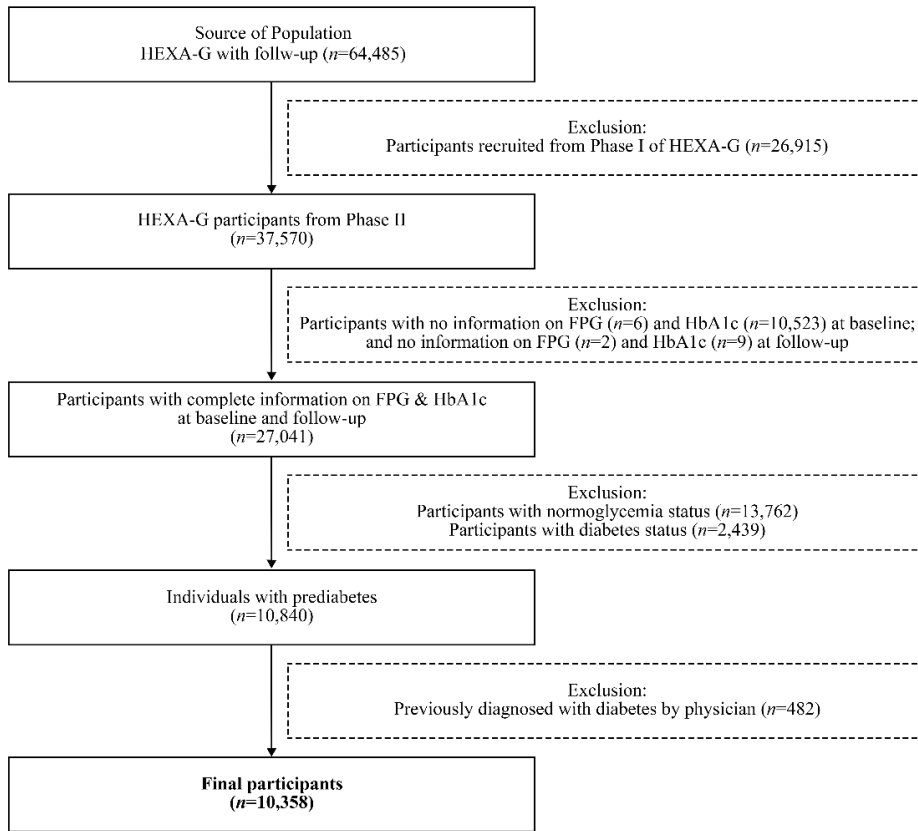 Source of Population
HEXA-G with follw-up (n=64,485)
Exclusion:
Participants recruited from Phase I of HEXA-G (n=26,915)
HEXA-G participants from Phase II
(n=37,570)
Exclusion:
Participants with no information on FPG (n=6) and HbA1c (n=10,523) at baseline;
and no information on FPG (n=2) and HbA1c (n=9) at follow-up
Participants with complete information on FPG & HbA1c
at baseline and follow-up
(n=27,041)
Exclusion:
Participants with normoglycemia status (n=13,762)
Participants with diabetes status (n=2,439)
Individuals with prediabetes
(n=10,840)
Exclusion:
Previously diagnosed with diabetes by physician (n=482)
Final participants
(n=10,358)